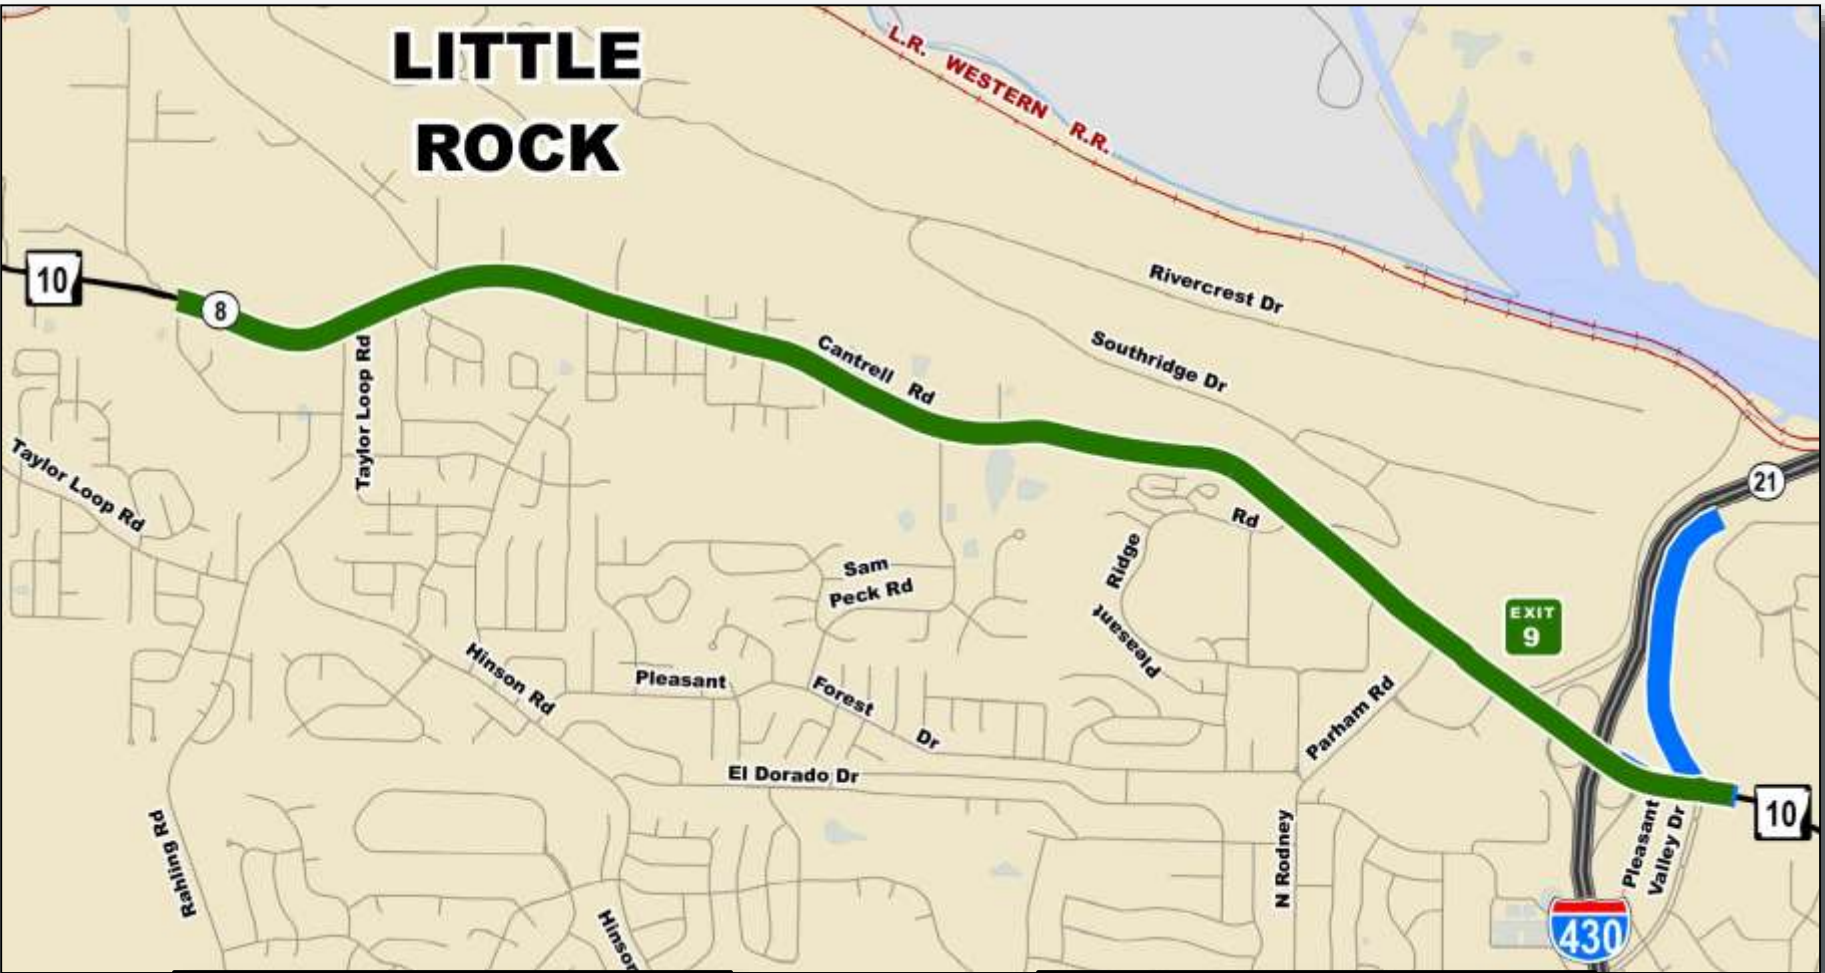 LITTLE
ROCK
L.R. WESTERN R.R.
10
8
Rivercrest Dr
Southridge Dr
Cantrell Rd
Taylor Loop Rd
Taylor Loop Rd
21
Rd
Ridge
Pleasant
Sam
Peck Rd
EXIT
9
Hinson Rd
Pleasant
Forest
Dr
Parham Rd
El Dorado Dr
Rahling Rd
N Rodney
Pleasant
Valley Dr
10
Hinson
430